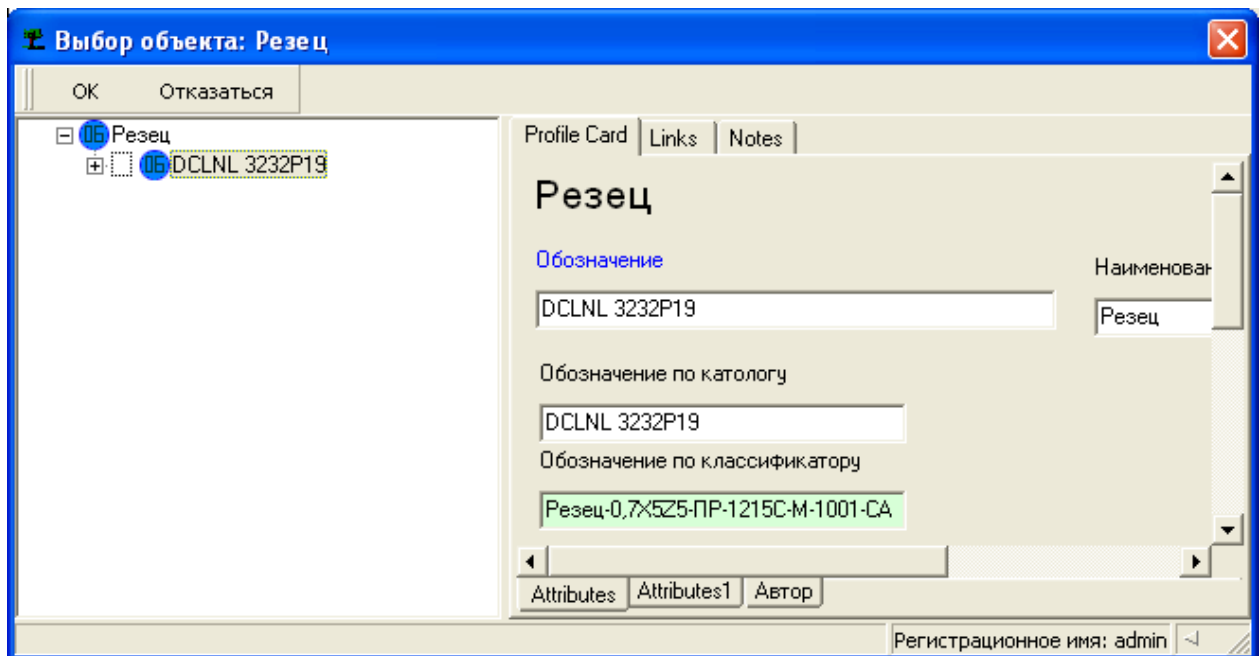 Выбор объекта: Резец
OK Отказаться
ОБ Резец
ОБ DCLNL 3232P19
Profile Card Links Notes
Резец
Обозначение
Наименован
DCLNL 3232P19
Резец
Обозначение по катологу
DCLNL 3232P19
Обозначение по классификатору
Резец-0,7X5Z5-ПР-1215С-М-1001-СА
Attributes Attributes1 Автор
Регистрационное имя: admin